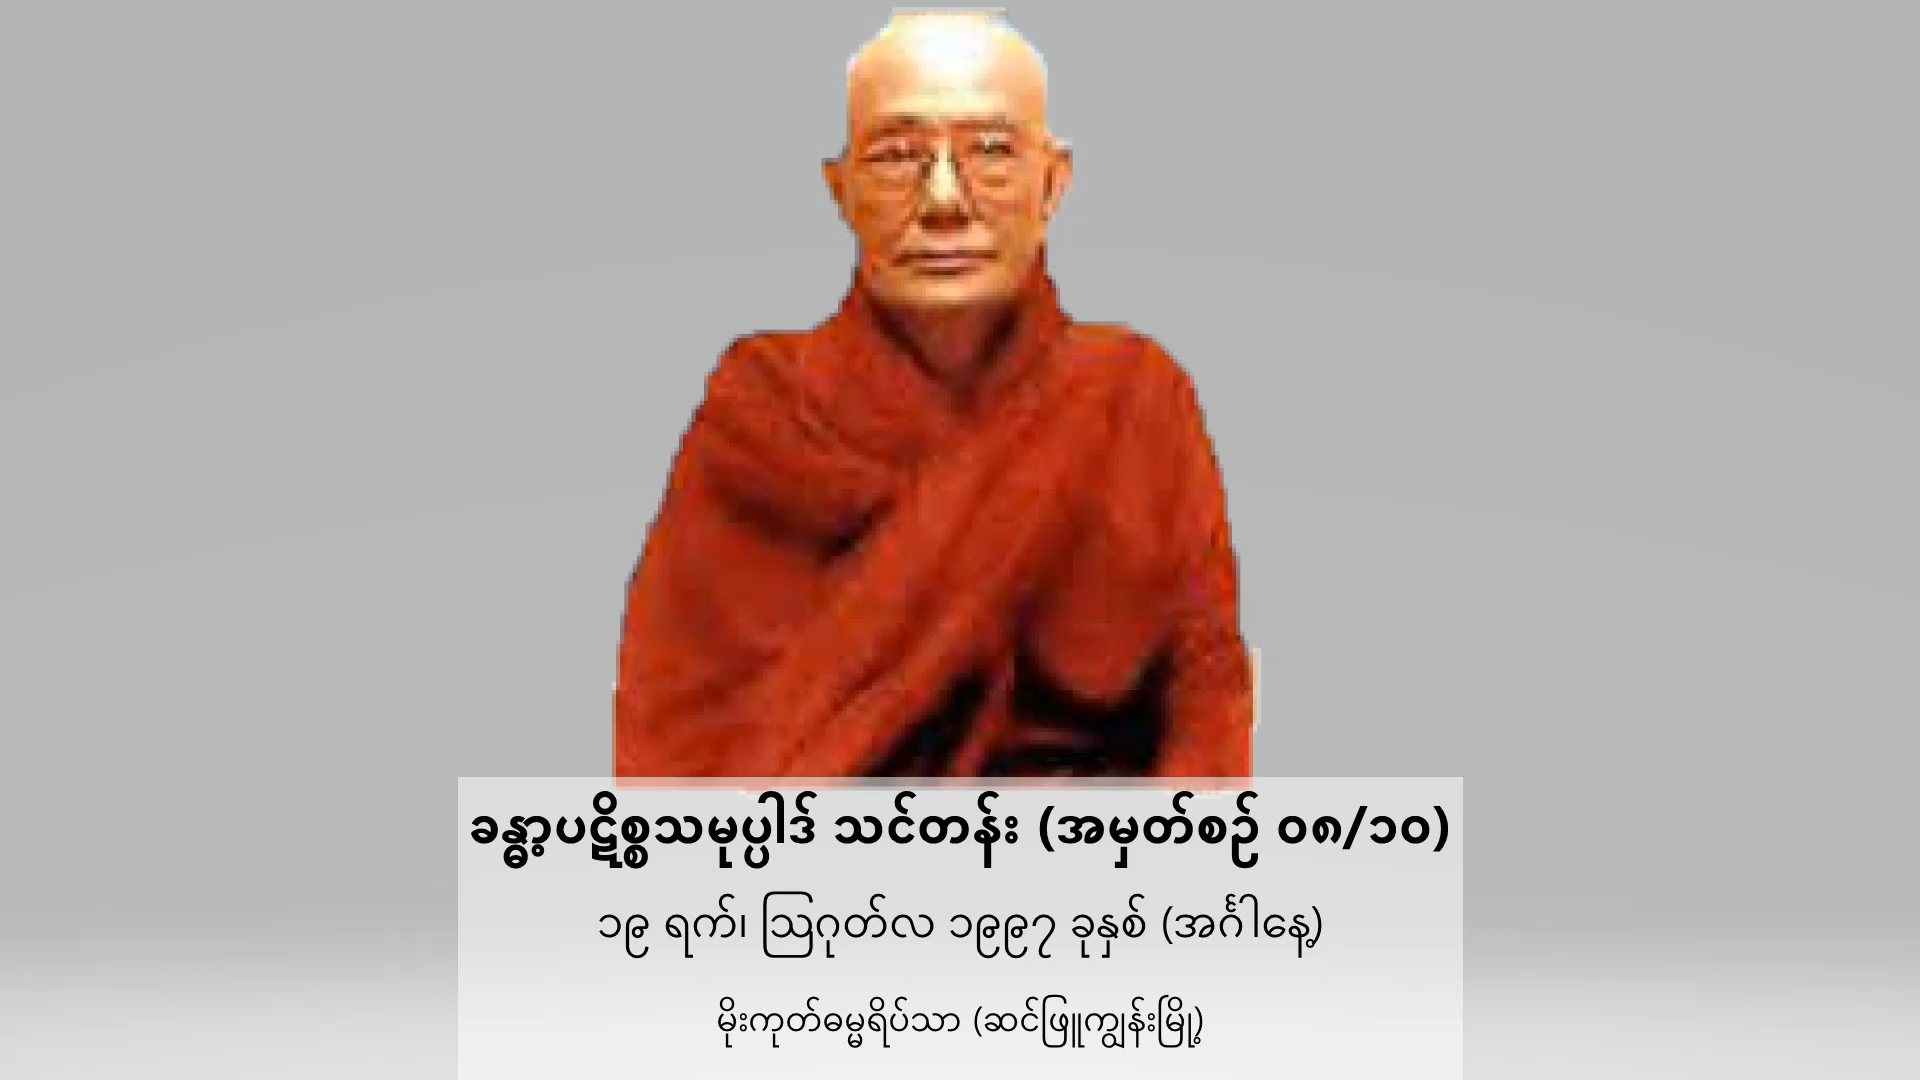 ခန္ဓာ့ပဋိစ္စသမုပ္ပါဒ် သင်တန်း (အမှတ်စဉ် ၀၈/၁၀)
၁၉ ရက်၊ ဩဂုတ်လ ၁၉၉၇ ခုနှစ် (အင်္ဂါနေ့)
မိုးကုတ်ဓမ္မရိပ်သာ (ဆင်ဖြူကျွန်းမြို့)